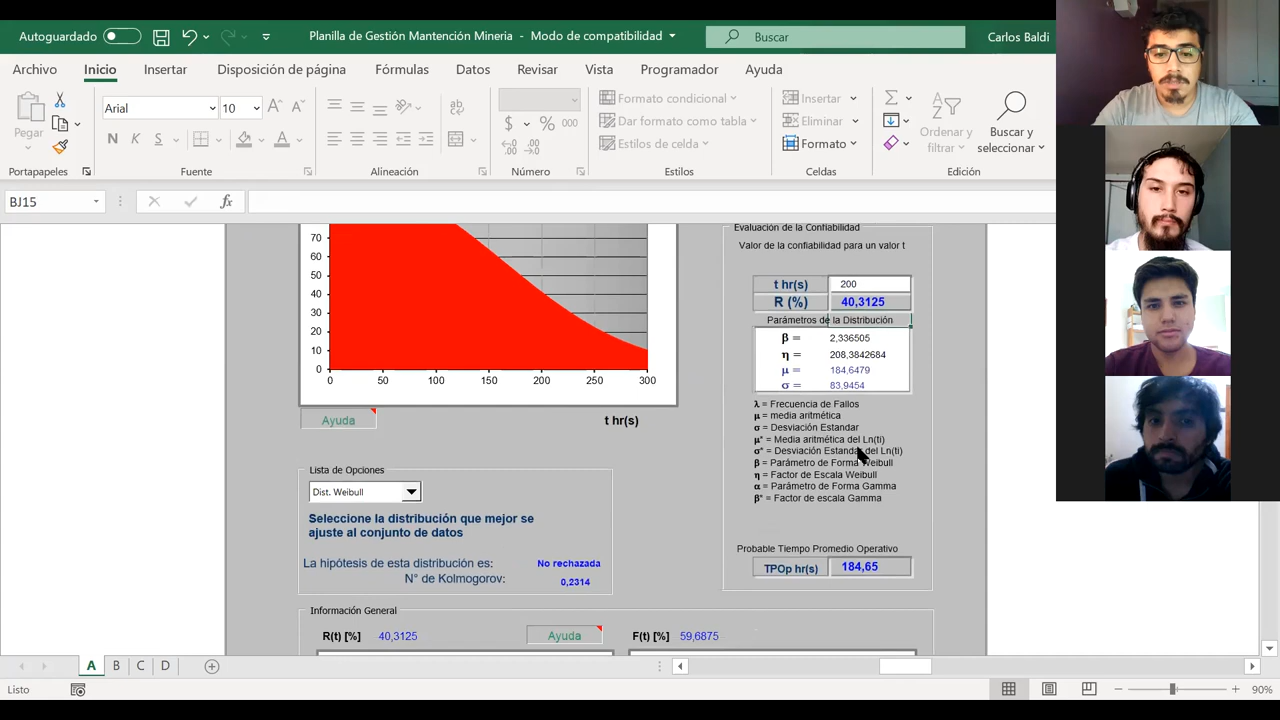 Autoguardado
Planilla de Gestión Mantención Mineria - Modo de compatibilidad
Buscar
Carlos Baldi
Archivo Inicio Insertar Disposición de página Fórmulas Datos Revisar Vista Programador Ayuda
Pegar
Arial
10
N K S
A
ab
$ % 000
Formato condicional
Dar formato como tabla
Estilos de celda
Insertar
Eliminar
Formato
Ordenar y filtrar
Buscar y seleccionar
Portapapeles Fuente Alineación Número Estilos Celdas Edición
BJ15
fx
70
60
50
40
30
20
10
0
0 50 100 150 200 250 300
Ayuda
t hr(s)
Evaluación de la Confiabilidad
Valor de la confiabilidad para un valor t
t hr(s) 200
R (%) 40,3125
Parámetros de la Distribución
β = 2,336505
η = 208,3842684
μ = 184,6479
σ = 83,9454
λ = Frecuencia de Fallos
μ = media aritmética
σ = Desviación Estandar
μ* = Media aritmética del Ln(ti)
σ* = Desviación Estandar del Ln(ti)
β = Parámetro de Forma Weibull
η = Factor de Escala Weibull
α = Parámetro de Forma Gamma
β* = Factor de escala Gamma
Probable Tiempo Promedio Operativo
TPOp hr(s) 184,65
Lista de Opciones
Dist. Weibull
Seleccione la distribución que mejor se
ajuste al conjunto de datos
La hipótesis de esta distribución es: No rechazada
N° de Kolmogorov: 0,2314
Información General
R(t) [%] 40,3125
Ayuda
F(t) [%] 59,6875
A B C D
Listo
90%